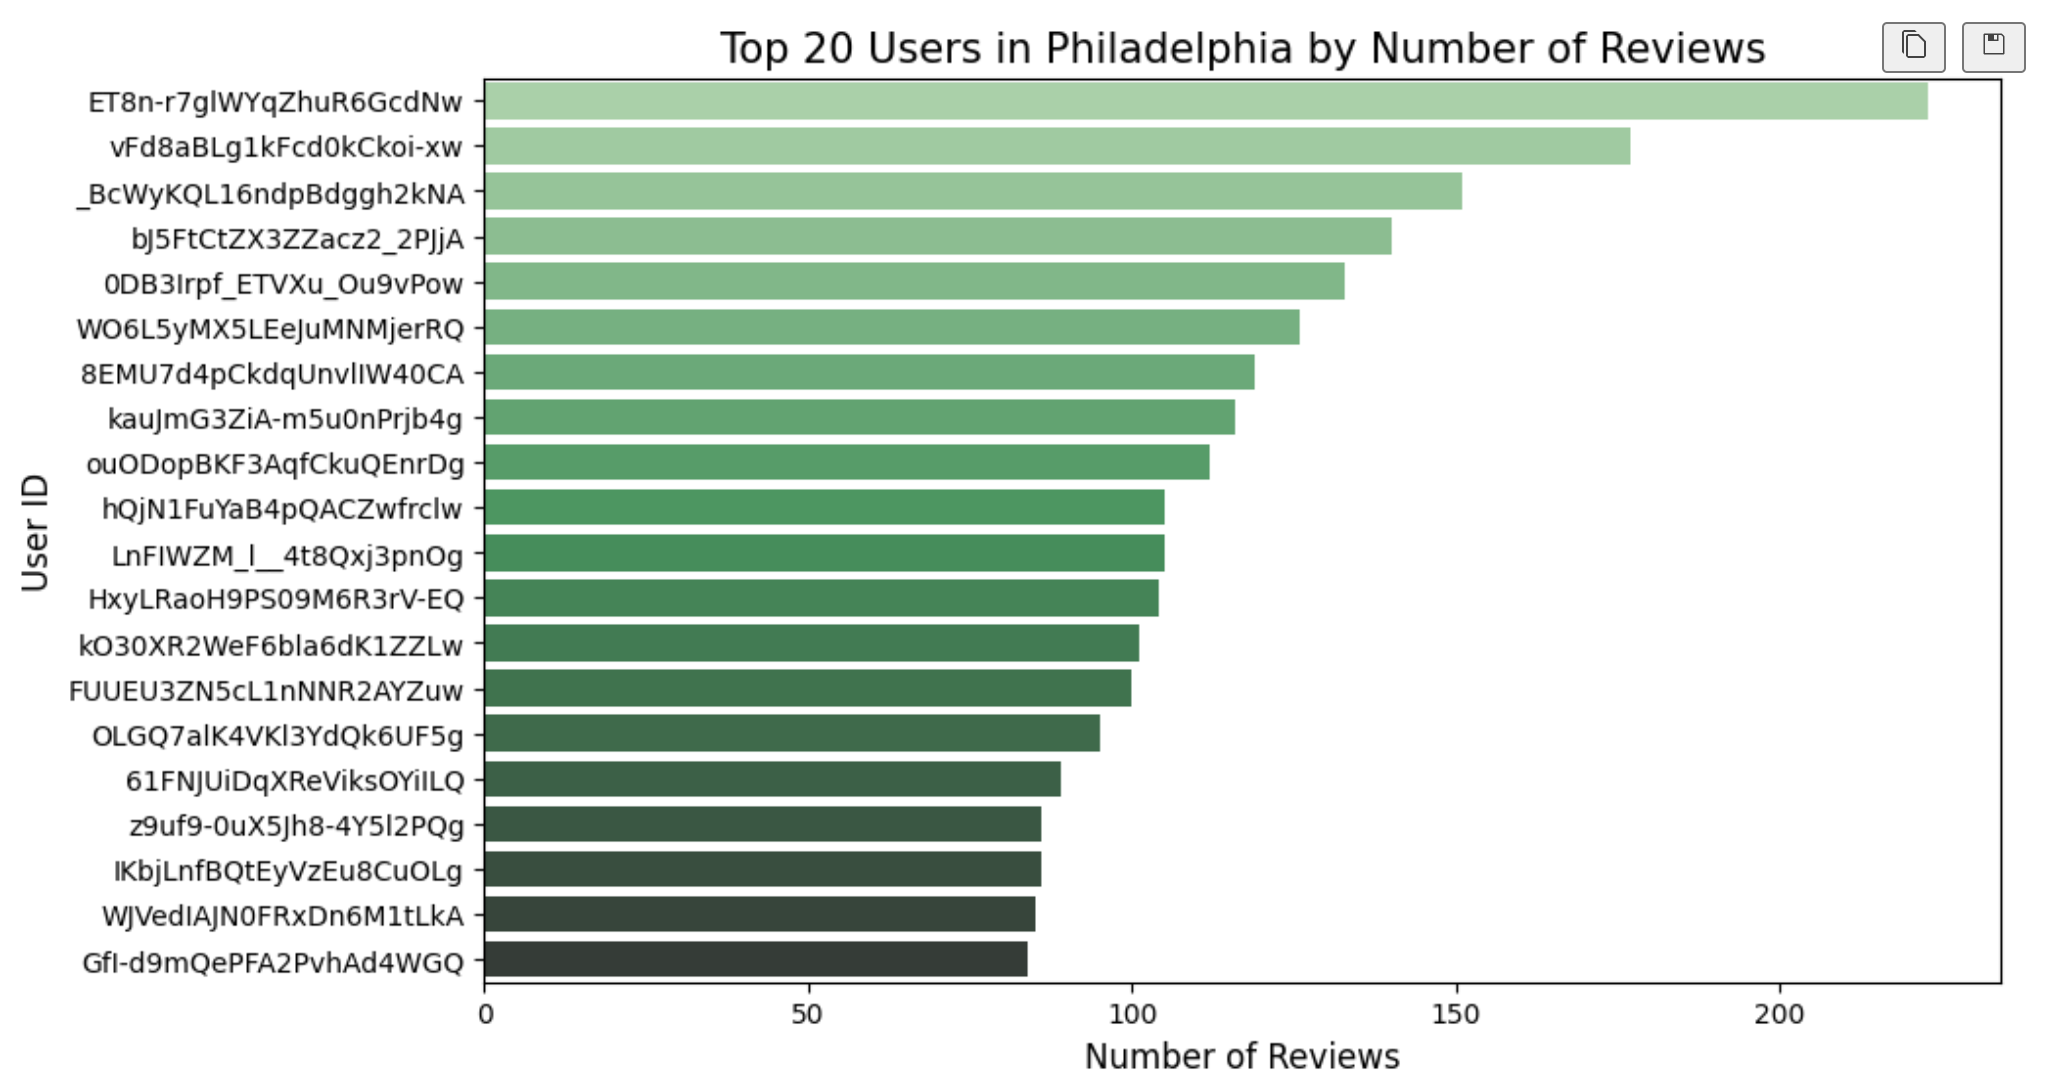 Top 20 Users in Philadelphia by Number of Reviews
ET8n-r7glWYqZhuR6GcdNw
vFd8aBLg1kFcd0kCkoi-xw
_BcWyKQL16ndpBdggh2kNA
bJ5FtCtZX3ZZacz2_2PJjA
0DB3Irpf_ETVXu_Ou9vPow
WO6L5yMX5LEeJuMNMjerRQ
8EMU7d4pCkdqUnvlIW40CA
kauJmG3ZiA-m5u0nPrjb4g
ouODopBKF3AqfCkuQEnrDg
hQjN1FuYaB4pQACZwfrclw
LnFIWZM_l__4t8Qxj3pnOg
HxyLRaoH9PS09M6R3rV-EQ
kO30XR2WeF6bla6dK1ZZLw
FUUEU3ZN5cL1nNNR2AYZuw
OLGQ7alK4VKl3YdQk6UF5g
61FNJUiDqXReViksOYiILQ
z9uf9-0uX5Jh8-4Y5l2PQg
IKbjLnfBQtEyVzEu8CuOLg
WJVedIAJN0FRxDn6M1tLkA
GfI-d9mQePFA2PvhAd4WGQ
User ID
0 50 100 150 200
Number of Reviews